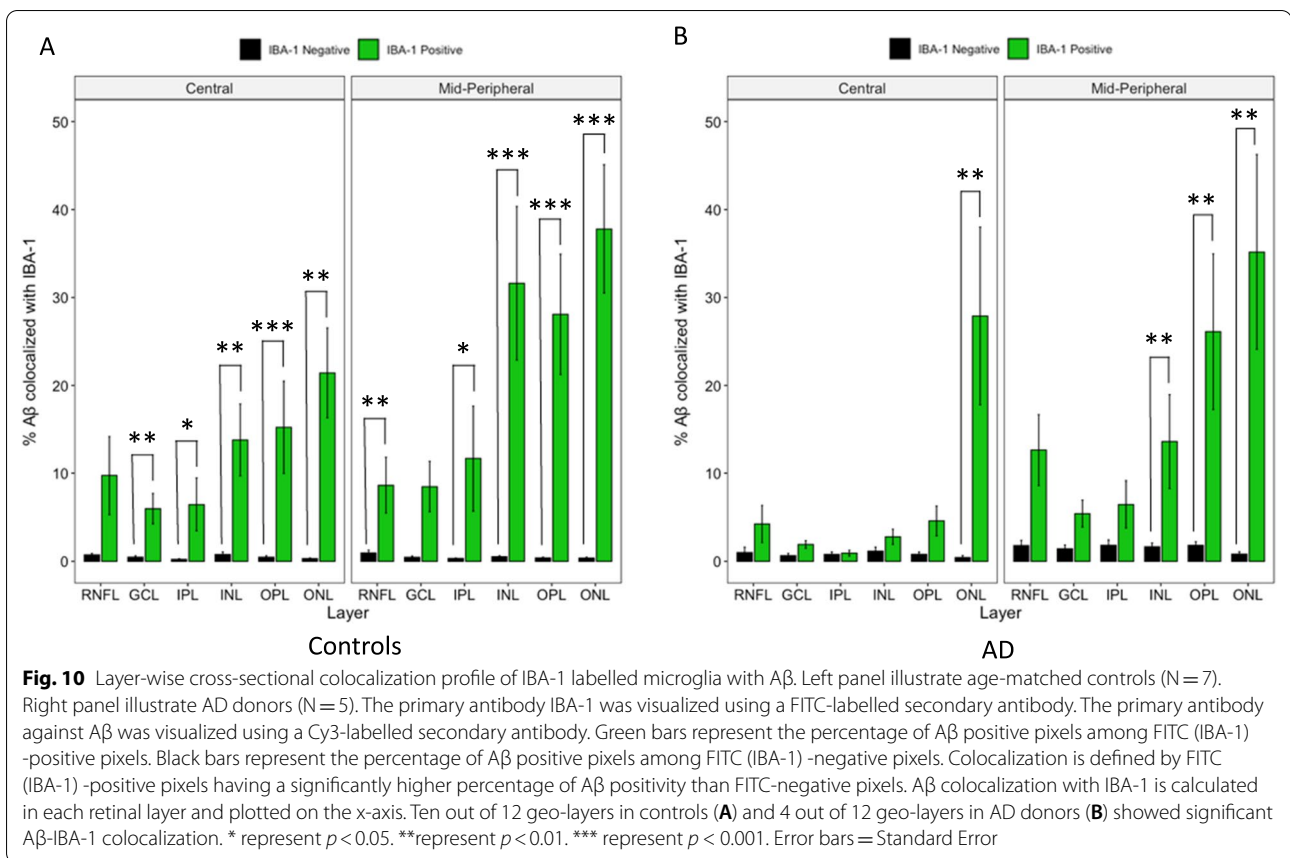 A
IBA-1 Negative IBA-1 Positive
Central Mid-Peripheral
% Aβ colocalized with IBA-1
50
40
30
20
10
0
** * ** *** **
** * *** *** ***
RNFL GCL IPL INL OPL ONL RNFL GCL IPL INL OPL ONL
Layer
Controls
B
IBA-1 Negative IBA-1 Positive
Central Mid-Peripheral
% Aβ colocalized with IBA-1
50
40
30
20
10
0
**
** ** **
RNFL GCL IPL INL OPL ONL RNFL GCL IPL INL OPL ONL
Layer
AD
Fig. 10 Layer-wise cross-sectional colocalization profile of IBA-1 labelled microglia with Aβ. Left panel illustrate age-matched controls (N = 7).
Right panel illustrate AD donors (N = 5). The primary antibody IBA-1 was visualized using a FITC-labelled secondary antibody. The primary antibody
against Aβ was visualized using a Cy3-labelled secondary antibody. Green bars represent the percentage of Aβ positive pixels among FITC (IBA-1)
-positive pixels. Black bars represent the percentage of Aβ positive pixels among FITC (IBA-1) -negative pixels. Colocalization is defined by FITC
(IBA-1) -positive pixels having a significantly higher percentage of Aβ positivity than FITC-negative pixels. Aβ colocalization with IBA-1 is calculated
in each retinal layer and plotted on the x-axis. Ten out of 12 geo-layers in controls (A) and 4 out of 12 geo-layers in AD donors (B) showed significant
Aβ-IBA-1 colocalization. * represent p < 0.05. **represent p < 0.01. *** represent p < 0.001. Error bars = Standard Error